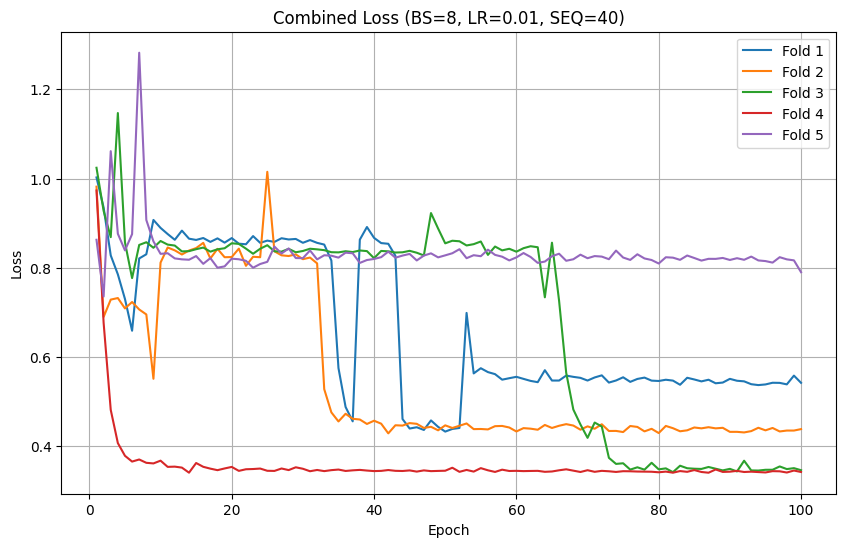 Combined Loss (BS=8, LR=0.01, SEQ=40)
Fold 1
Fold 2
Fold 3
Fold 4
Fold 5
Loss
1.2
1.0
0.8
0.6
0.4
0
20
40
60
80
100
Epoch